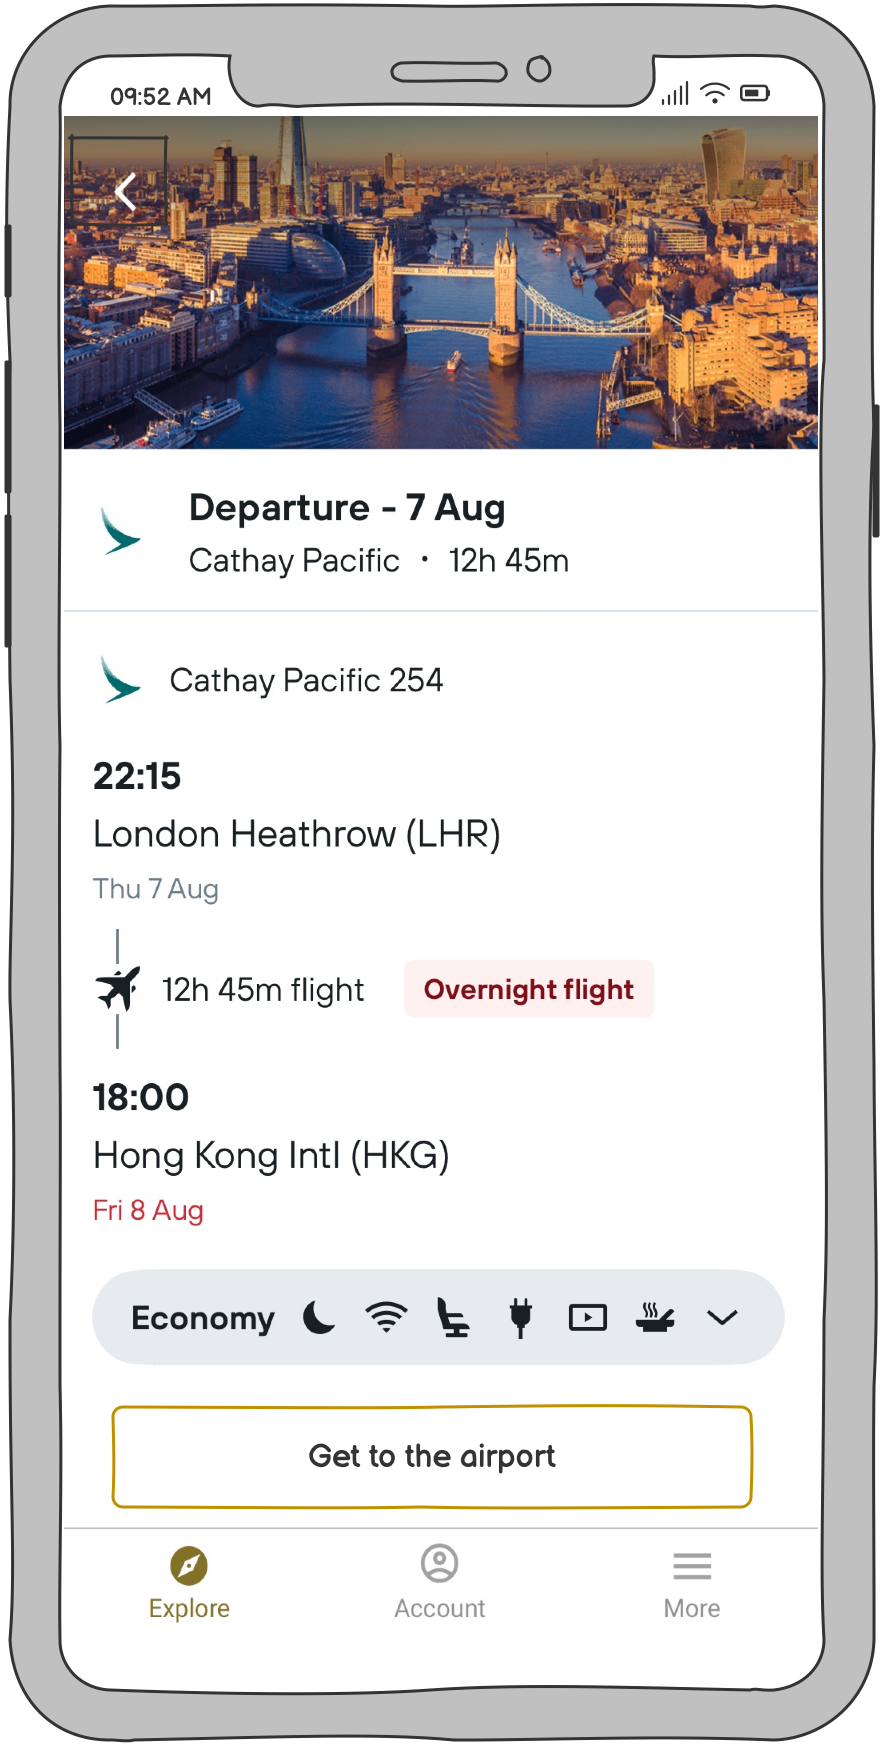 09:52 AM
Departure - 7 Aug
Cathay Pacific • 12h 45m
Cathay Pacific 254
22:15
London Heathrow (LHR)
Thu 7 Aug
12h 45m flight Overnight flight
18:00
Hong Kong Intl (HKG)
Fri 8 Aug
Economy
Get to the airport
Explore Account More